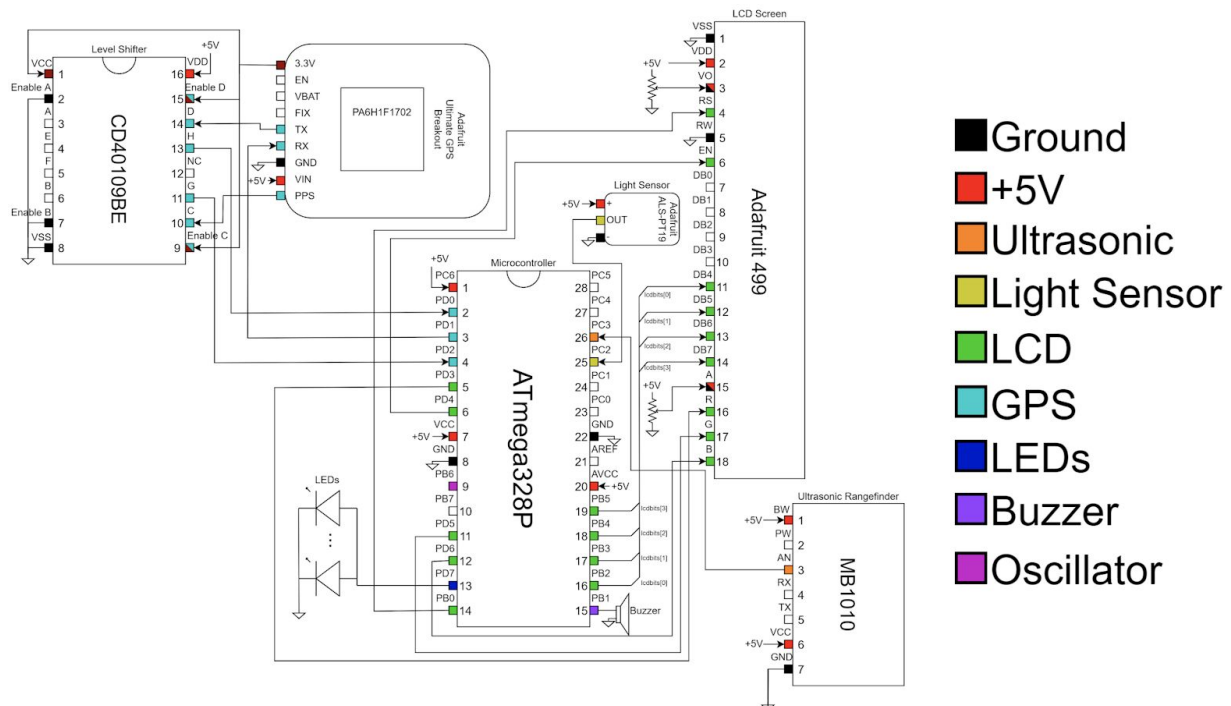 Level Shifter
+5V
VCC
VDD
1
16
Enable A
Enable D
2
15
A
D
3
14
E
H
4
13
F
NC
5
12
B
G
6
11
Enable B
C
7
10
VSS
Enable C
8
9
CD40109BE
3.3V
EN
VBAT
FIX
TX
RX
GND
+5V
VIN
PPS
PA6H1F1702
Adafruit
Ultimate GPS
Breakout
Microcontroller
+5V
PC6
PC5
1
28
PD0
PC4
2
27
PD1
PC3
3
26
PD2
PC2
4
25
PD3
PC1
5
24
PD4
PC0
6
23
VCC
GND
+5V
7
22
GND
AREF
8
21
PB6
AVCC
9
20
+5V
PB7
PB5
10
19
lcdbits[3]
PD5
PB4
11
18
lcdbits[2]
PD6
PB3
12
17
lcdbits[1]
PD7
PB2
13
16
lcdbits[0]
PB0
PB1
14
15
Buzzer
ATmega328P
LEDs
...
Light Sensor
+5V
+
OUT
-
Adafruit
ALS-PT19
LCD Screen
VSS
1
VDD
+5V
2
VO
+5V
3
RS
4
RW
5
EN
6
DB0
7
DB1
8
DB2
9
DB3
10
DB4
11
lcdbits[0]
DB5
12
lcdbits[1]
DB6
13
lcdbits[2]
DB7
14
lcdbits[3]
A
+5V
15
R
16
G
17
B
18
Adafruit 499
Ultrasonic Rangefinder
BW
+5V
1
PW
2
AN
3
RX
4
TX
5
VCC
+5V
6
GND
7
MB1010
Ground
+5V
Ultrasonic
Light Sensor
LCD
GPS
LEDs
Buzzer
Oscillator